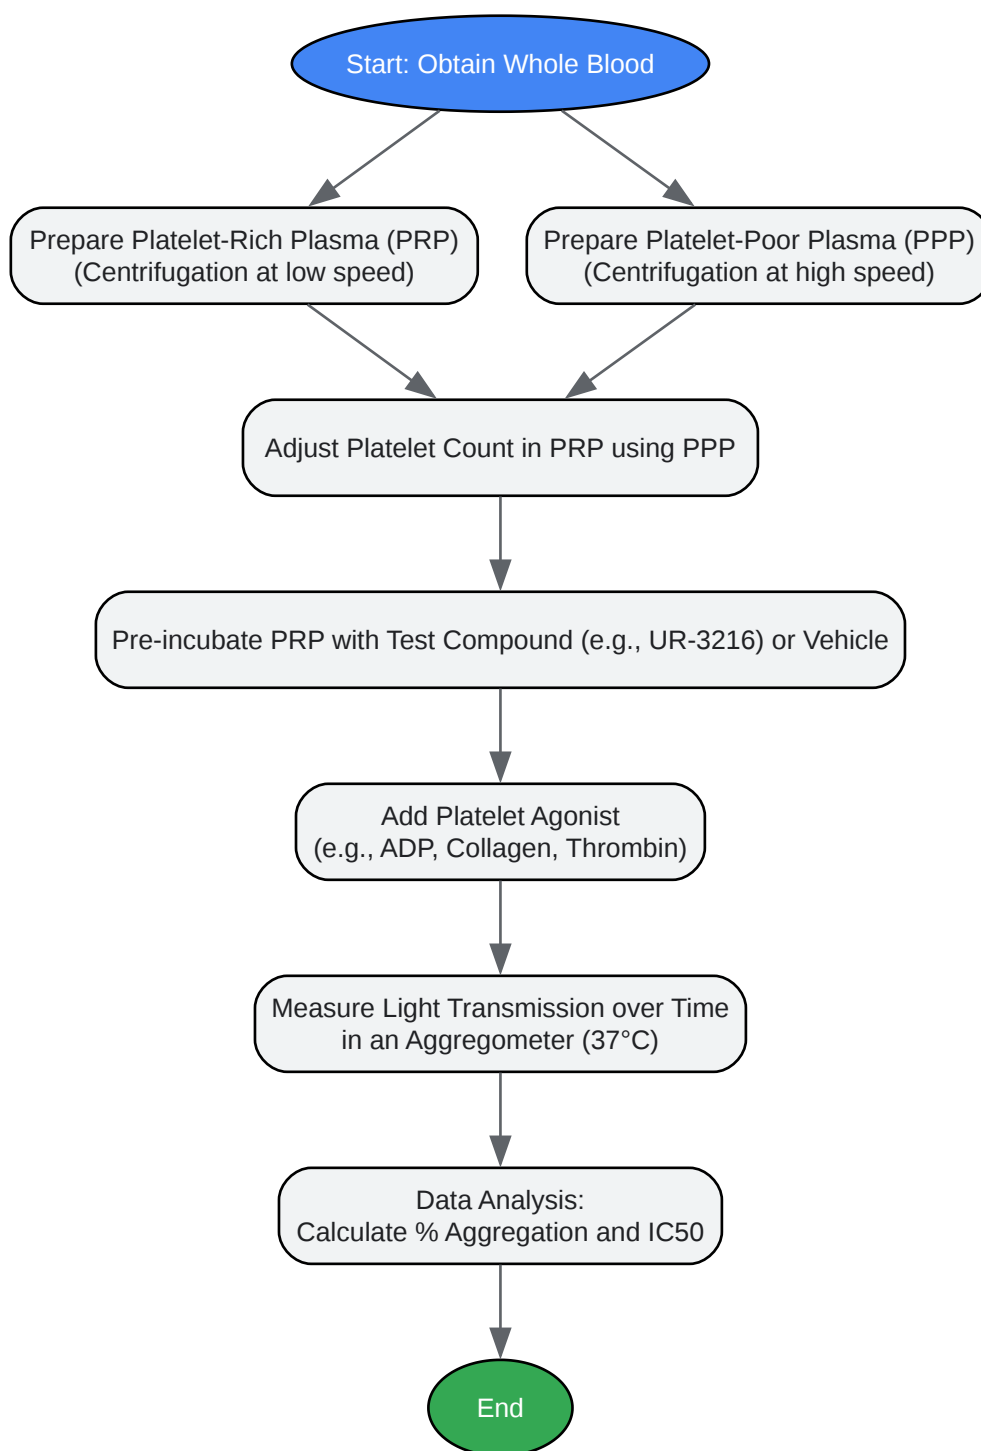 Start: Obtain Whole Blood
Prepare Platelet-Rich Plasma (PRP)
(Centrifugation at low speed)
Prepare Platelet-Poor Plasma (PPP)
(Centrifugation at high speed)
Adjust Platelet Count in PRP using PPP
Pre-incubate PRP with Test Compound (e.g., UR-3216) or Vehicle
Add Platelet Agonist
(e.g., ADP, Collagen, Thrombin)
Measure Light Transmission over Time
in an Aggregometer (37°C)
Data Analysis:
Calculate % Aggregation and IC50
End